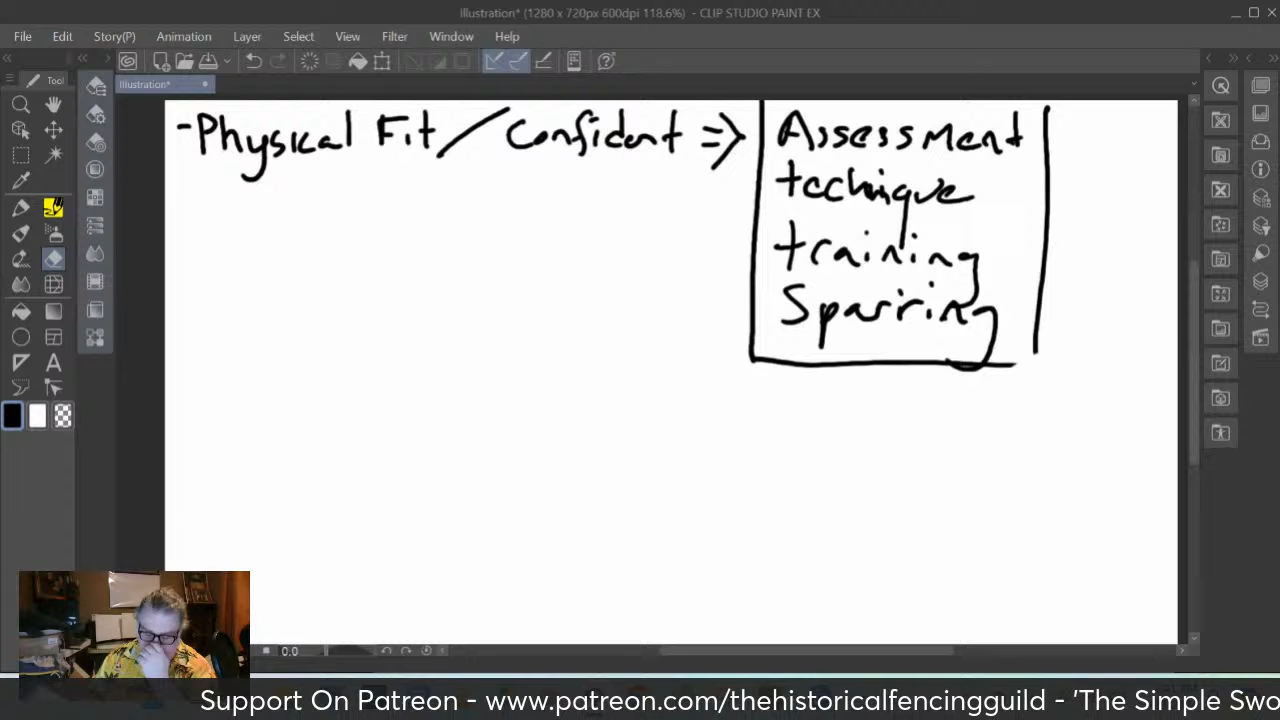 Illustration* (1280 x 720px 600dpi 118.6%) - CLIP STUDIO PAINT EX
File Edit Story(P) Animation Layer Select View Filter Window Help
Tool
Illustration*
-Physical Fit/Confident => Assessment
technique
training
Sparring
0.0
Support On Patreon - www.patreon.com/thehistoricalfencingguild - 'The Simple Swo